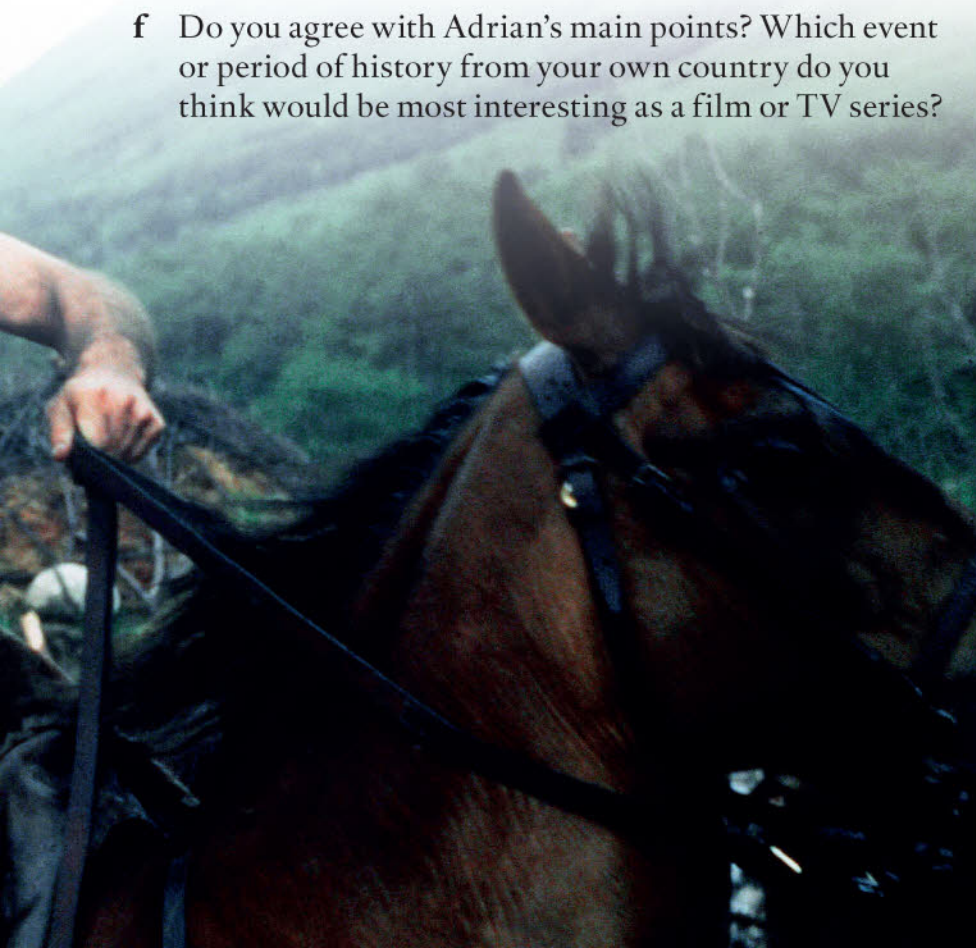 f Do you agree with Adrian's main points? Which event
or period of history from your own country do you
think would be most interesting as a film or TV series?